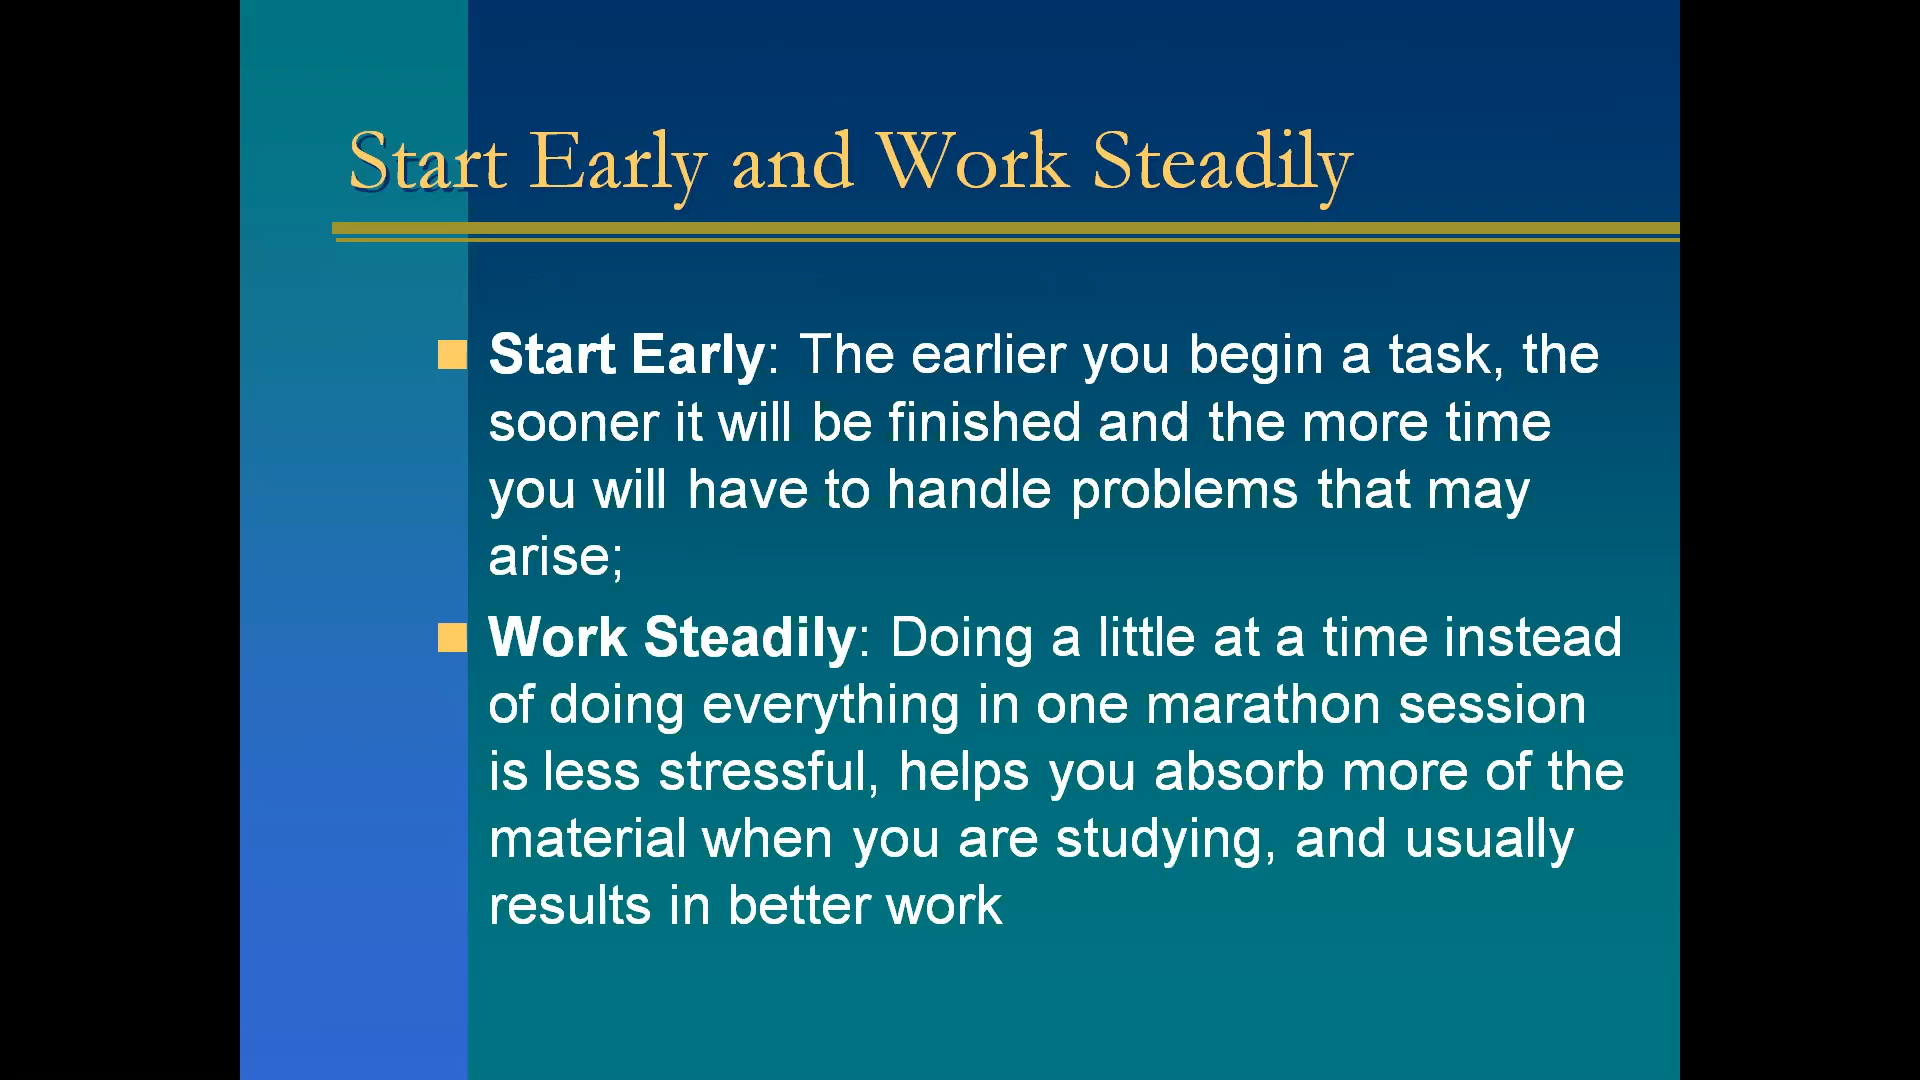 Start Early and Work Steadily
Start Early: The earlier you begin a task, the
sooner it will be finished and the more time
you will have to handle problems that may
arise;
Work Steadily: Doing a little at a time instead
of doing everything in one marathon session
is less stressful, helps you absorb more of the
material when you are studying, and usually
results in better work